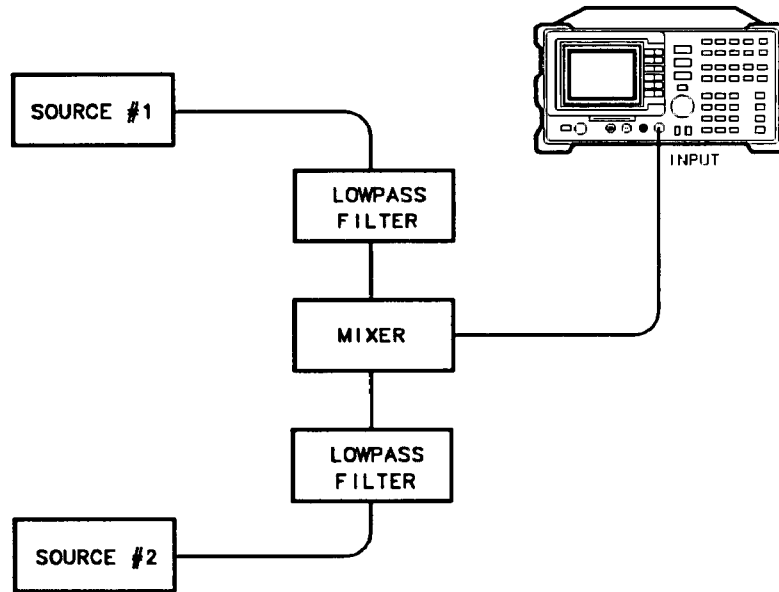 SOURCE #1
INPUT
LOWPASS
FILTER
MIXER
LOWPASS
FILTER
SOURCE #2